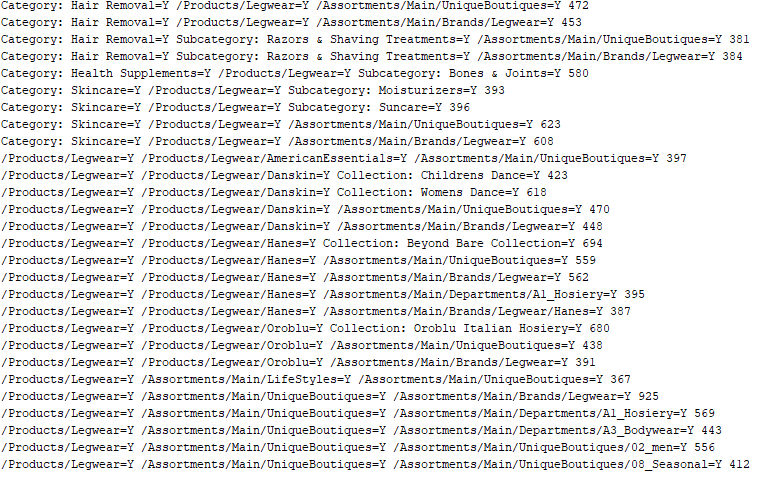 Category: Hair Removal=Y /Products/Legwear=Y /Assortments/Main/UniqueBoutiques=Y 472
Category: Hair Removal=Y /Products/Legwear=Y /Assortments/Main/Brands/Legwear=Y 453
Category: Hair Removal=Y Subcategory: Razors & Shaving Treatments=Y /Assortments/Main/UniqueBoutiques=Y 381
Category: Hair Removal=Y Subcategory: Razors & Shaving Treatments=Y /Assortments/Main/Brands/Legwear=Y 384
Category: Health Supplements=Y /Products/Legwear=Y Subcategory: Bones & Joints=Y 580
Category: Skincare=Y /Products/Legwear=Y Subcategory: Moisturizers=Y 393
Category: Skincare=Y /Products/Legwear=Y Subcategory: Suncare=Y 396
Category: Skincare=Y /Products/Legwear=Y /Assortments/Main/UniqueBoutiques=Y 623
Category: Skincare=Y /Products/Legwear=Y /Assortments/Main/Brands/Legwear=Y 608
/Products/Legwear=Y /Products/Legwear/AmericanEssentials=Y /Assortments/Main/UniqueBoutiques=Y 397
/Products/Legwear=Y /Products/Legwear/Danskin=Y Collection: Childrens Dance=Y 423
/Products/Legwear=Y /Products/Legwear/Danskin=Y Collection: Womens Dance=Y 618
/Products/Legwear=Y /Products/Legwear/Danskin=Y /Assortments/Main/UniqueBoutiques=Y 470
/Products/Legwear=Y /Products/Legwear/Danskin=Y /Assortments/Main/Brands/Legwear=Y 448
/Products/Legwear=Y /Products/Legwear/Hanes=Y Collection: Beyond Bare Collection=Y 694
/Products/Legwear=Y /Products/Legwear/Hanes=Y /Assortments/Main/UniqueBoutiques=Y 559
/Products/Legwear=Y /Products/Legwear/Hanes=Y /Assortments/Main/Brands/Legwear=Y 562
/Products/Legwear=Y /Products/Legwear/Hanes=Y /Assortments/Main/Departments/A1_Hosiery=Y 395
/Products/Legwear=Y /Products/Legwear/Hanes=Y /Assortments/Main/Brands/Legwear/Hanes=Y 387
/Products/Legwear=Y /Products/Legwear/Oroblu=Y Collection: Oroblu Italian Hosiery=Y 680
/Products/Legwear=Y /Products/Legwear/Oroblu=Y /Assortments/Main/UniqueBoutiques=Y 438
/Products/Legwear=Y /Products/Legwear/Oroblu=Y /Assortments/Main/Brands/Legwear=Y 391
/Products/Legwear=Y /Assortments/Main/LifeStyles=Y /Assortments/Main/UniqueBoutiques=Y 367
/Products/Legwear=Y /Assortments/Main/UniqueBoutiques=Y /Assortments/Main/Brands/Legwear=Y 925
/Products/Legwear=Y /Assortments/Main/UniqueBoutiques=Y /Assortments/Main/Departments/A1_Hosiery=Y 569
/Products/Legwear=Y /Assortments/Main/UniqueBoutiques=Y /Assortments/Main/Departments/A3_Bodywear=Y 443
/Products/Legwear=Y /Assortments/Main/UniqueBoutiques=Y /Assortments/Main/UniqueBoutiques/02_men=Y 556
/Products/Legwear=Y /Assortments/Main/UniqueBoutiques=Y /Assortments/Main/UniqueBoutiques/08_Seasonal=Y 412